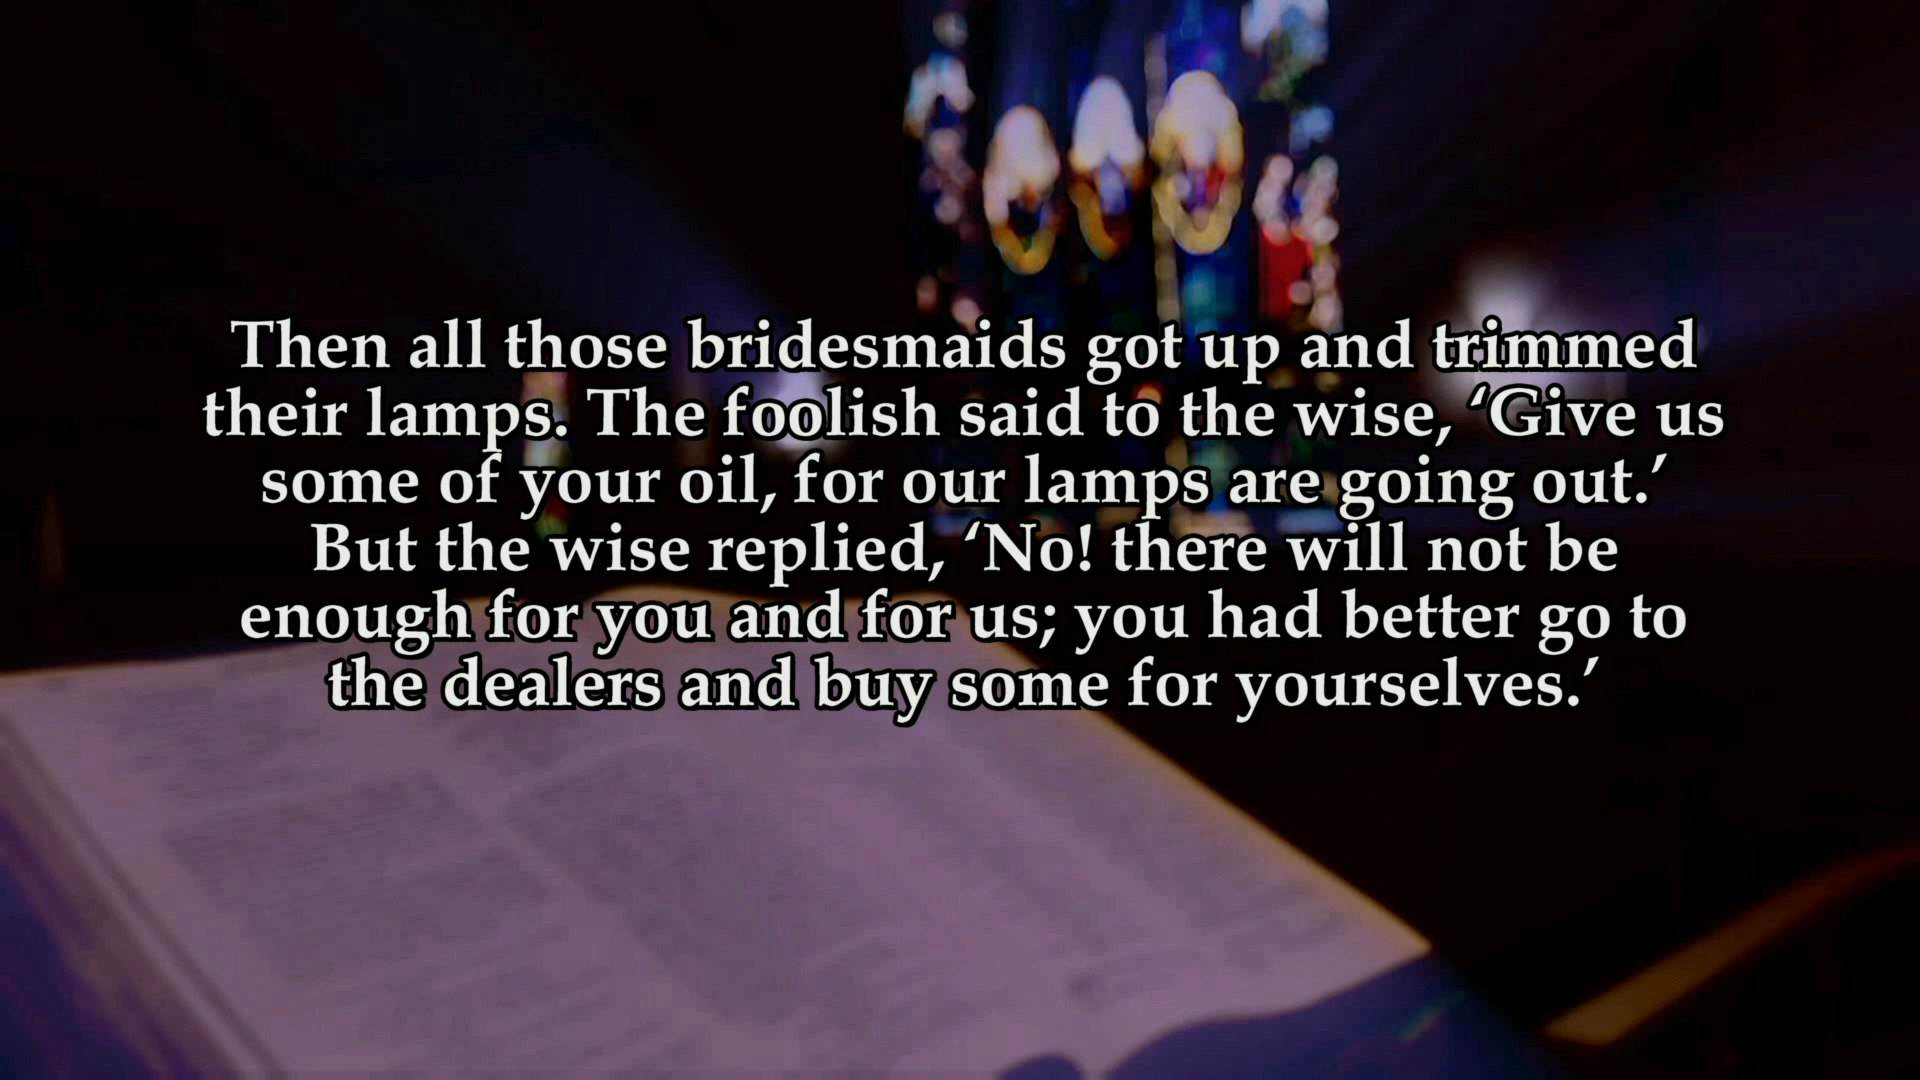 Then all those bridesmaids got up and trimmed
their lamps. The foolish said to the wise, ‘Give us
some of your oil, for our lamps are going out.’
But the wise replied, ‘No! there will not be
enough for you and for us; you had better go to
the dealers and buy some for yourselves.’